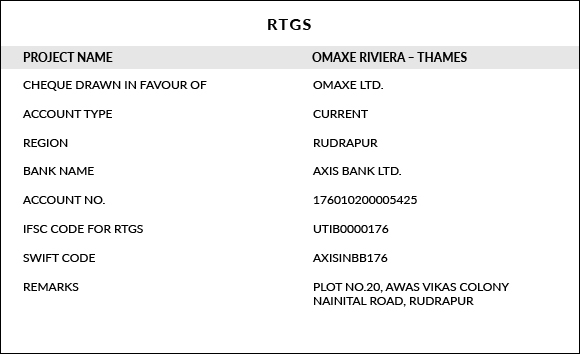 RTGS
PROJECT NAME OMAXE RIVIERA – THAMES
CHEQUE DRAWN IN FAVOUR OF OMAXE LTD.
ACCOUNT TYPE CURRENT
REGION RUDRAPUR
BANK NAME AXIS BANK LTD.
ACCOUNT NO. 176010200005425
IFSC CODE FOR RTGS UTIB0000176
SWIFT CODE AXISINBB176
REMARKS PLOT NO.20, AWAS VIKAS COLONY
NAINITAL ROAD, RUDRAPUR